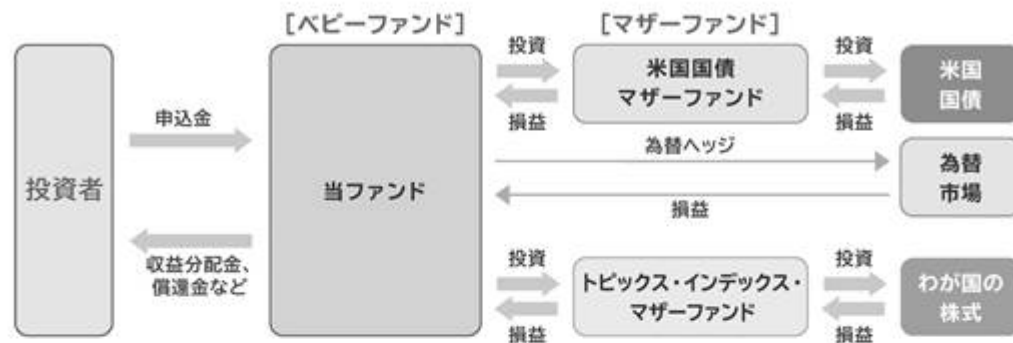 ［ベビーファンド］
［マザーファンド］
投資者
申込金
収益分配金、
償還金など
当ファンド
投資
損益
米国国債
マザーファンド
投資
損益
米国
国債
為替ヘッジ
損益
為替
市場
投資
損益
トピックス・インデックス・
マザーファンド
投資
損益
わが国の
株式